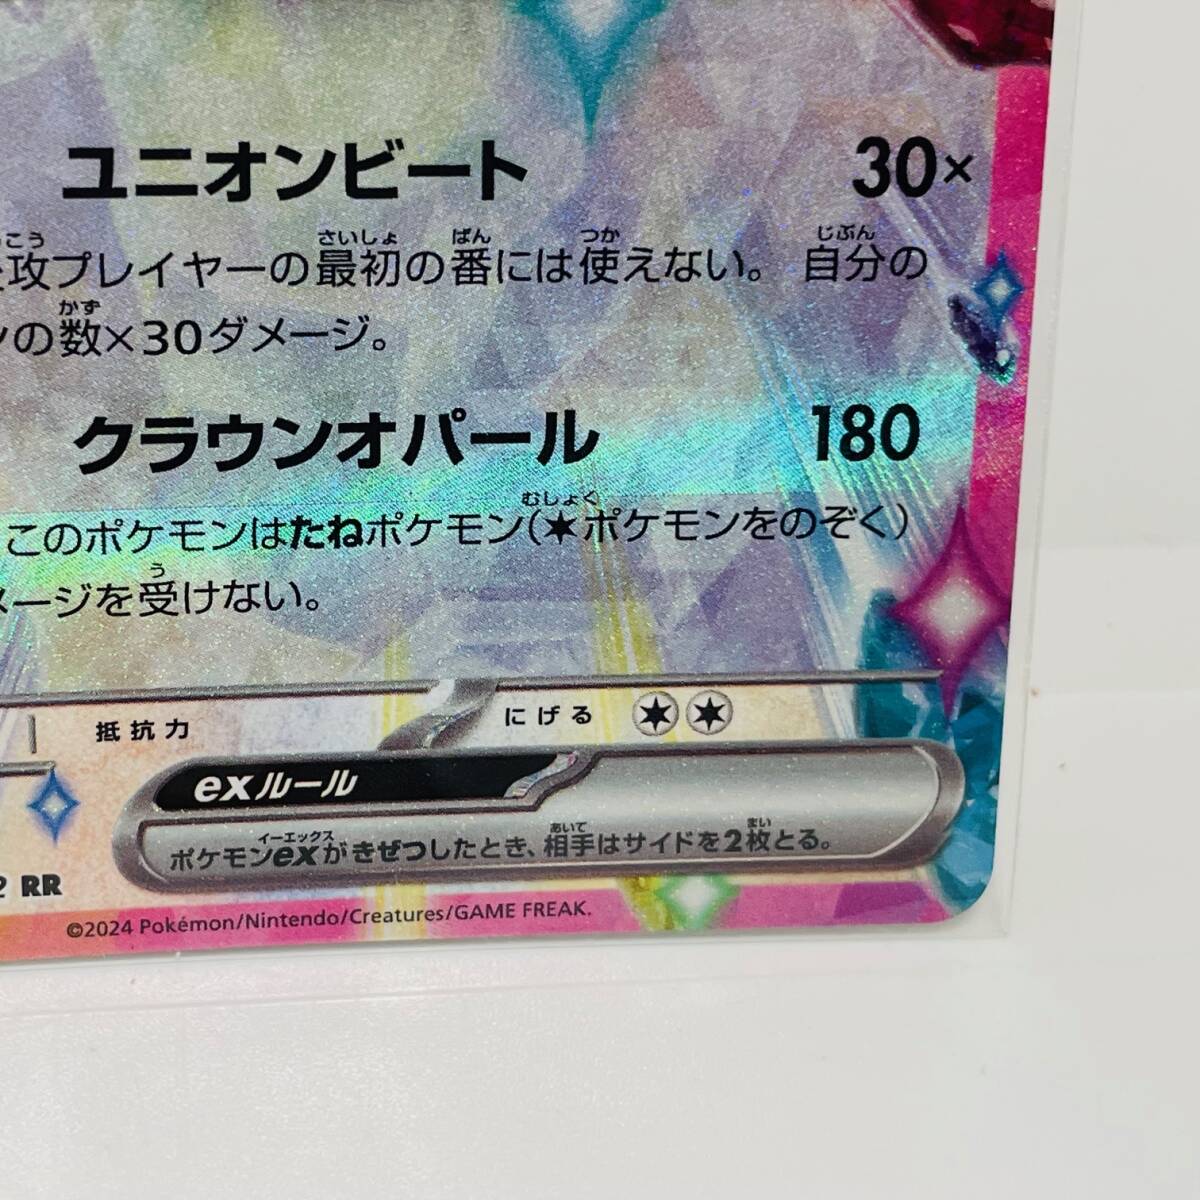 ユニオンビート 30×
こう さいしょ ばん つか じぶん
攻プレイヤーの最初の番には使えない。自分の
かず
ンの数×30ダメージ。
クラウンオパール 180
むしょく
このポケモンはたねポケモン(ポケモンをのぞく)
う
メージを受けない。
抵抗力 にげる
exルール
イーエックス あいて まい
ポケモンexがきぜつしたとき、相手はサイドを2枚とる。
2 RR
©2024 Pokémon/Nintendo/Creatures/GAME FREAK.